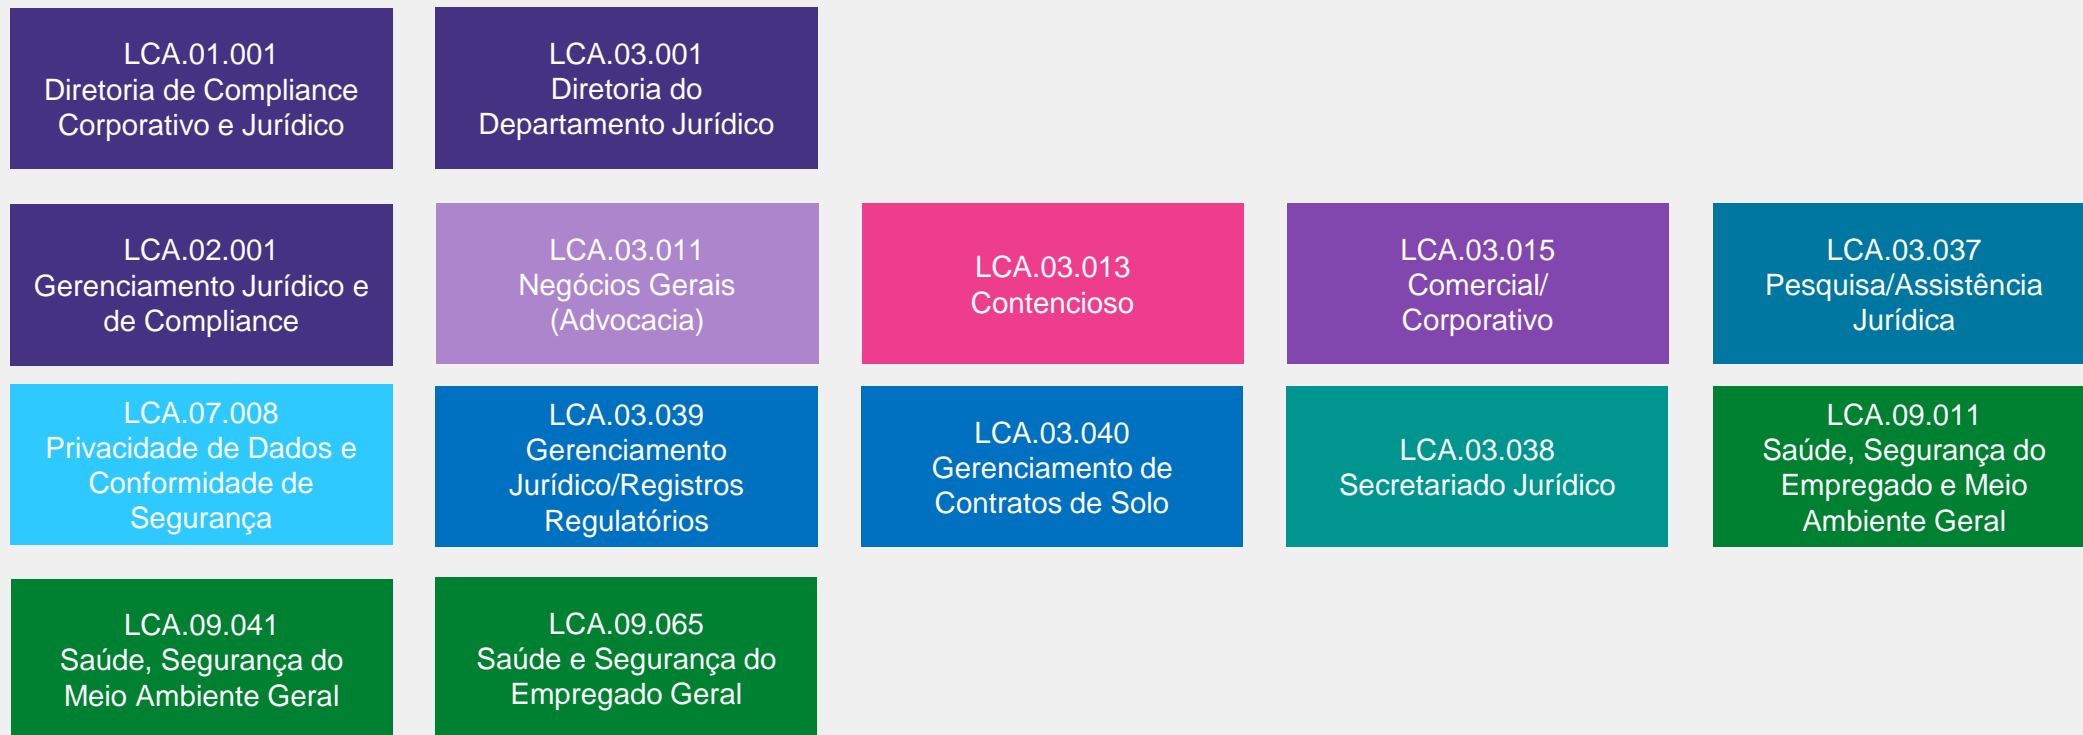 LCA.01.001
Diretoria de Compliance
Corporativo e Jurídico
LCA.03.001
Diretoria do
Departamento Jurídico
LCA.02.001
Gerenciamento Jurídico e
de Compliance
LCA.03.011
Negócios Gerais
(Advocacia)
LCA.03.013
Contencioso
LCA.03.015
Comercial/
Corporativo
LCA.03.037
Pesquisa/Assistência
Jurídica
LCA.07.008
Privacidade de Dados e
Conformidade de
Segurança
LCA.03.039
Gerenciamento
Jurídico/Registros
Regulatórios
LCA.03.040
Gerenciamento de
Contratos de Solo
LCA.03.038
Secretariado Jurídico
LCA.09.011
Saúde, Segurança do
Empregado e Meio
Ambiente Geral
LCA.09.041
Saúde, Segurança do
Meio Ambiente Geral
LCA.09.065
Saúde e Segurança do
Empregado Geral